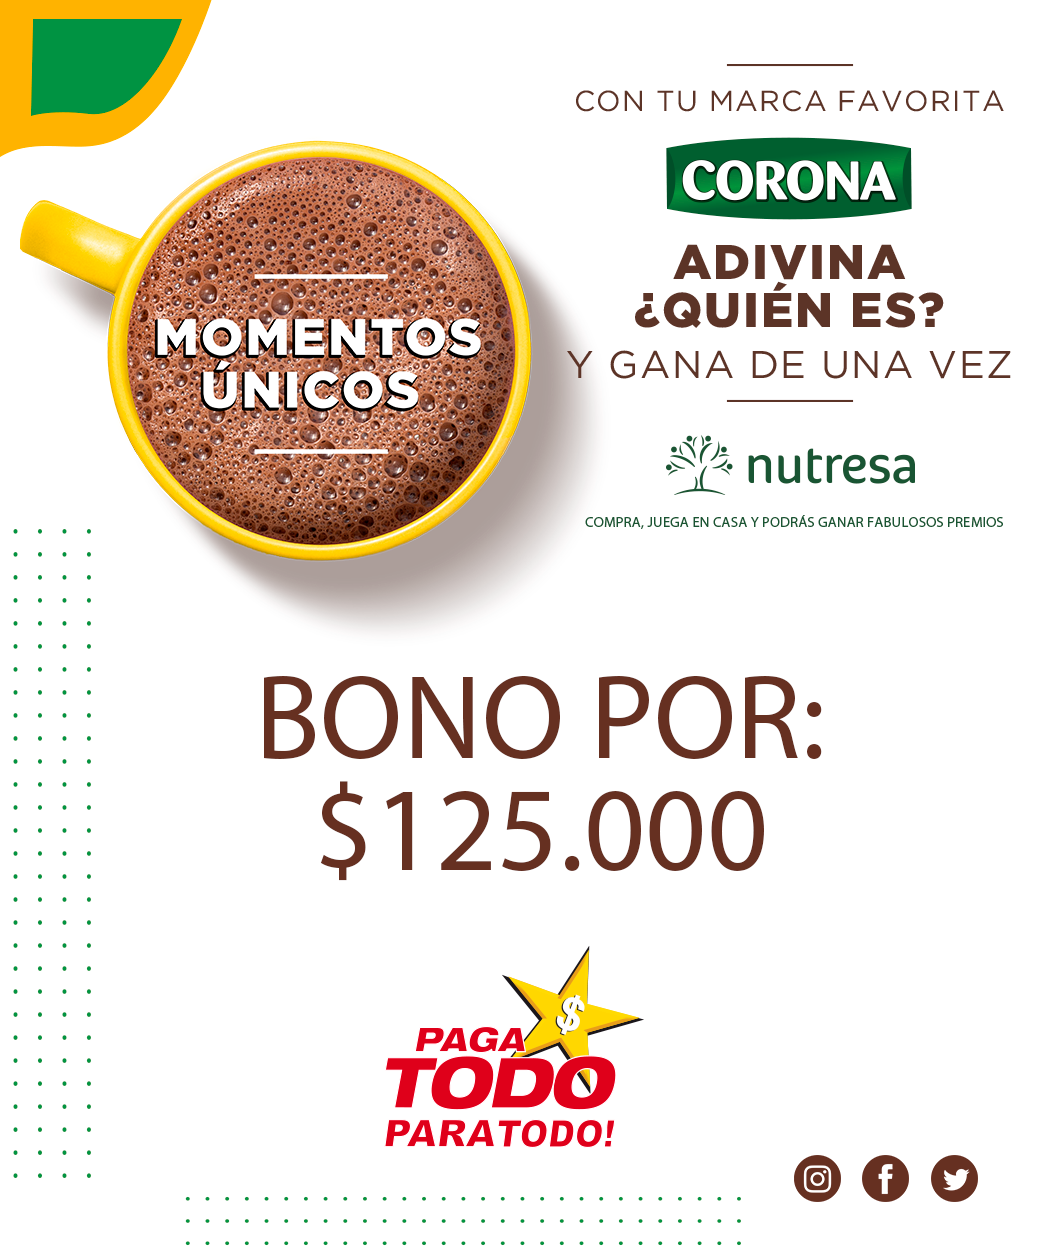 CON TU MARCA FAVORITA
CORONA
ADIVINA
¿QUIÉN ES?
Y GANA DE UNA VEZ
MOMENTOS
ÚNICOS
nutresa
COMPRA, JUEGA EN CASA Y PODRÁS GANAR FABULOSOS PREMIOS
BONO POR:
$125.000
$
PAGA
TODO
PARATODO!